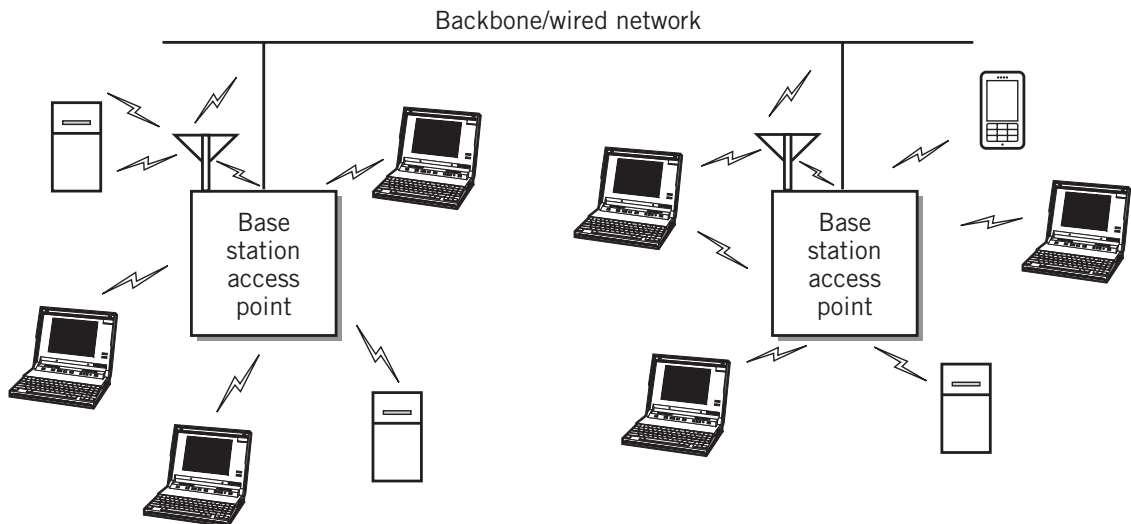 Backbone/wired network
Base
station
access
point
Base
station
access
point